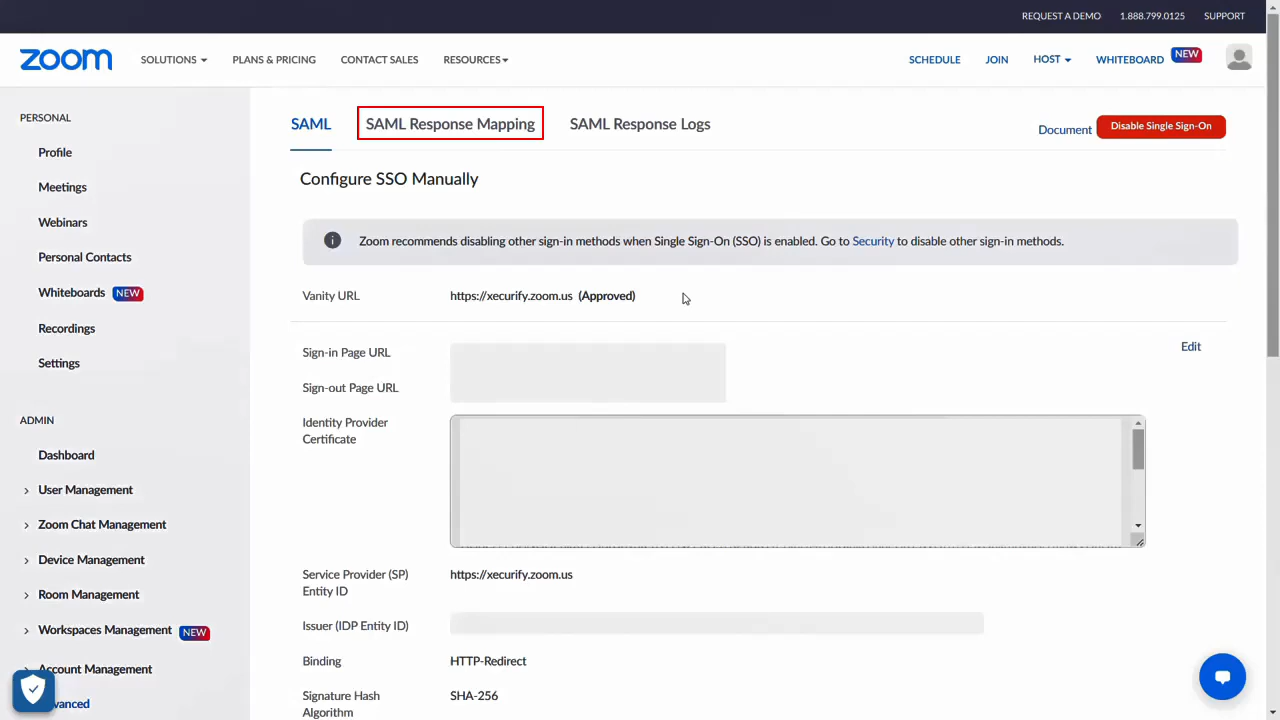 REQUEST A DEMO 1.888.799.0125 SUPPORT
zoom SOLUTIONS PLANS & PRICING CONTACT SALES RESOURCES SCHEDULE JOIN HOST WHITEBOARD NEW
PERSONAL
Profile
Meetings
Webinars
Personal Contacts
Whiteboards NEW
Recordings
Settings
ADMIN
Dashboard
User Management
Zoom Chat Management
Device Management
Room Management
Workspaces Management NEW
Account Management
SAML SAML Response Mapping SAML Response Logs
Document Disable Single Sign-On
Configure SSO Manually
Zoom recommends disabling other sign-in methods when Single Sign-On (SSO) is enabled. Go to Security to disable other sign-in methods.
Vanity URL https://xecurify.zoom.us (Approved)
Sign-in Page URL Edit
Sign-out Page URL
Identity Provider
Certificate
Service Provider (SP) https://xecurify.zoom.us
Entity ID
Issuer (IDP Entity ID)
Binding HTTP-Redirect
Signature Hash SHA-256
Algorithm